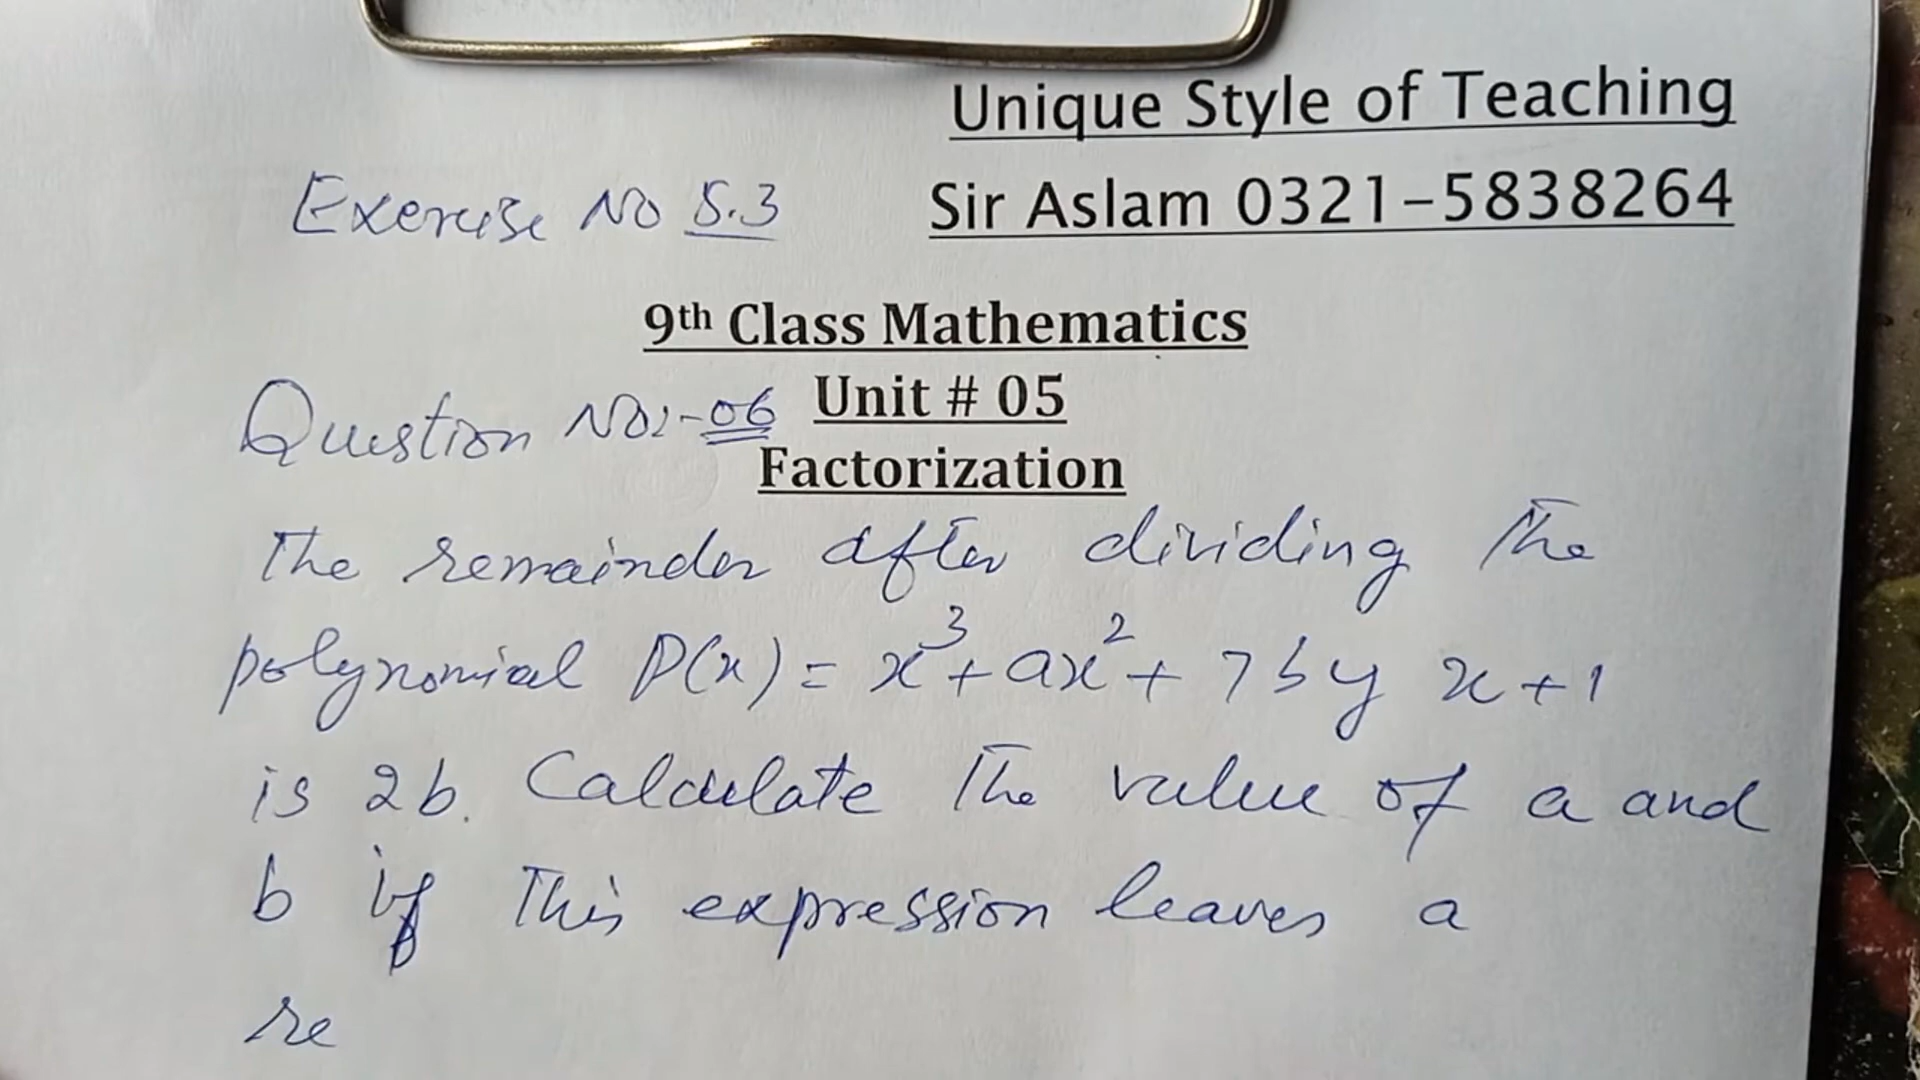 Unique Style of Teaching
Exercise No 5.3
Sir Aslam 0321-5838264
9th Class Mathematics
Unit # 05
Question No:-06
Factorization
The remainder after dividing the
polynomial P(x) = x³ + ax² + 7 by x + 1
is 2b. Calculate the value of a and
b if this expression leaves a
re